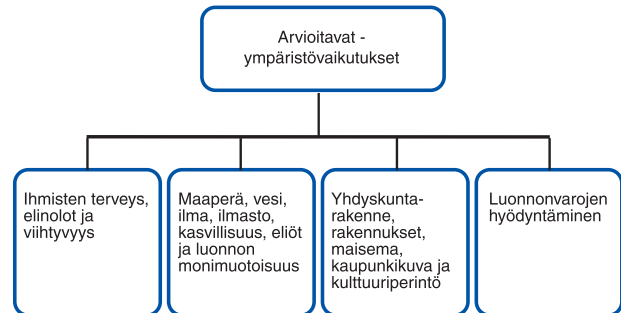 Arvioitavat -
ympäristövaikutukset
Ihmisten terveys,
elinolot ja
viihtyvyys
Maaperä, vesi,
ilma, ilmasto,
kasvillisuus, eliöt
ja luonnon
monimuotoisuus
Yhdyskunta-
rakenne,
rakennukset,
maisema,
kaupunkikuva ja
kulttuuriperintö
Luonnonvarojen
hyödyntäminen